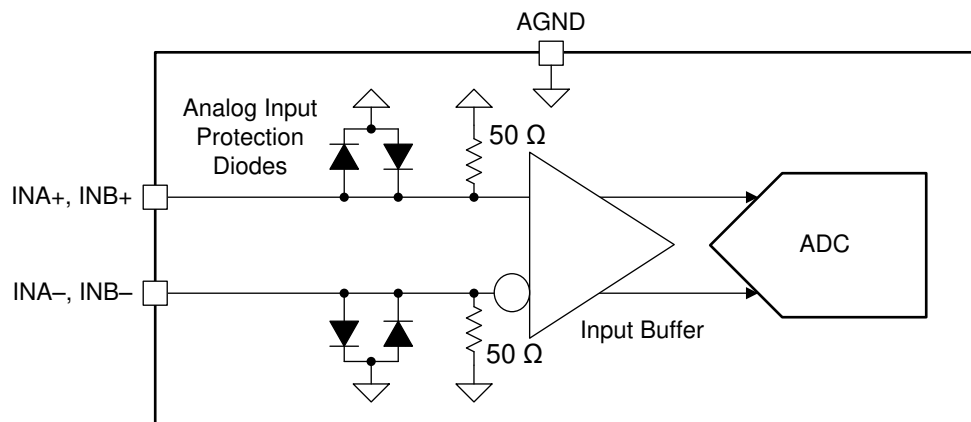 AGND
Analog Input
Protection
Diodes
50 Ω
INA+, INB+
ADC
INA–, INB–
Input Buffer
50 Ω